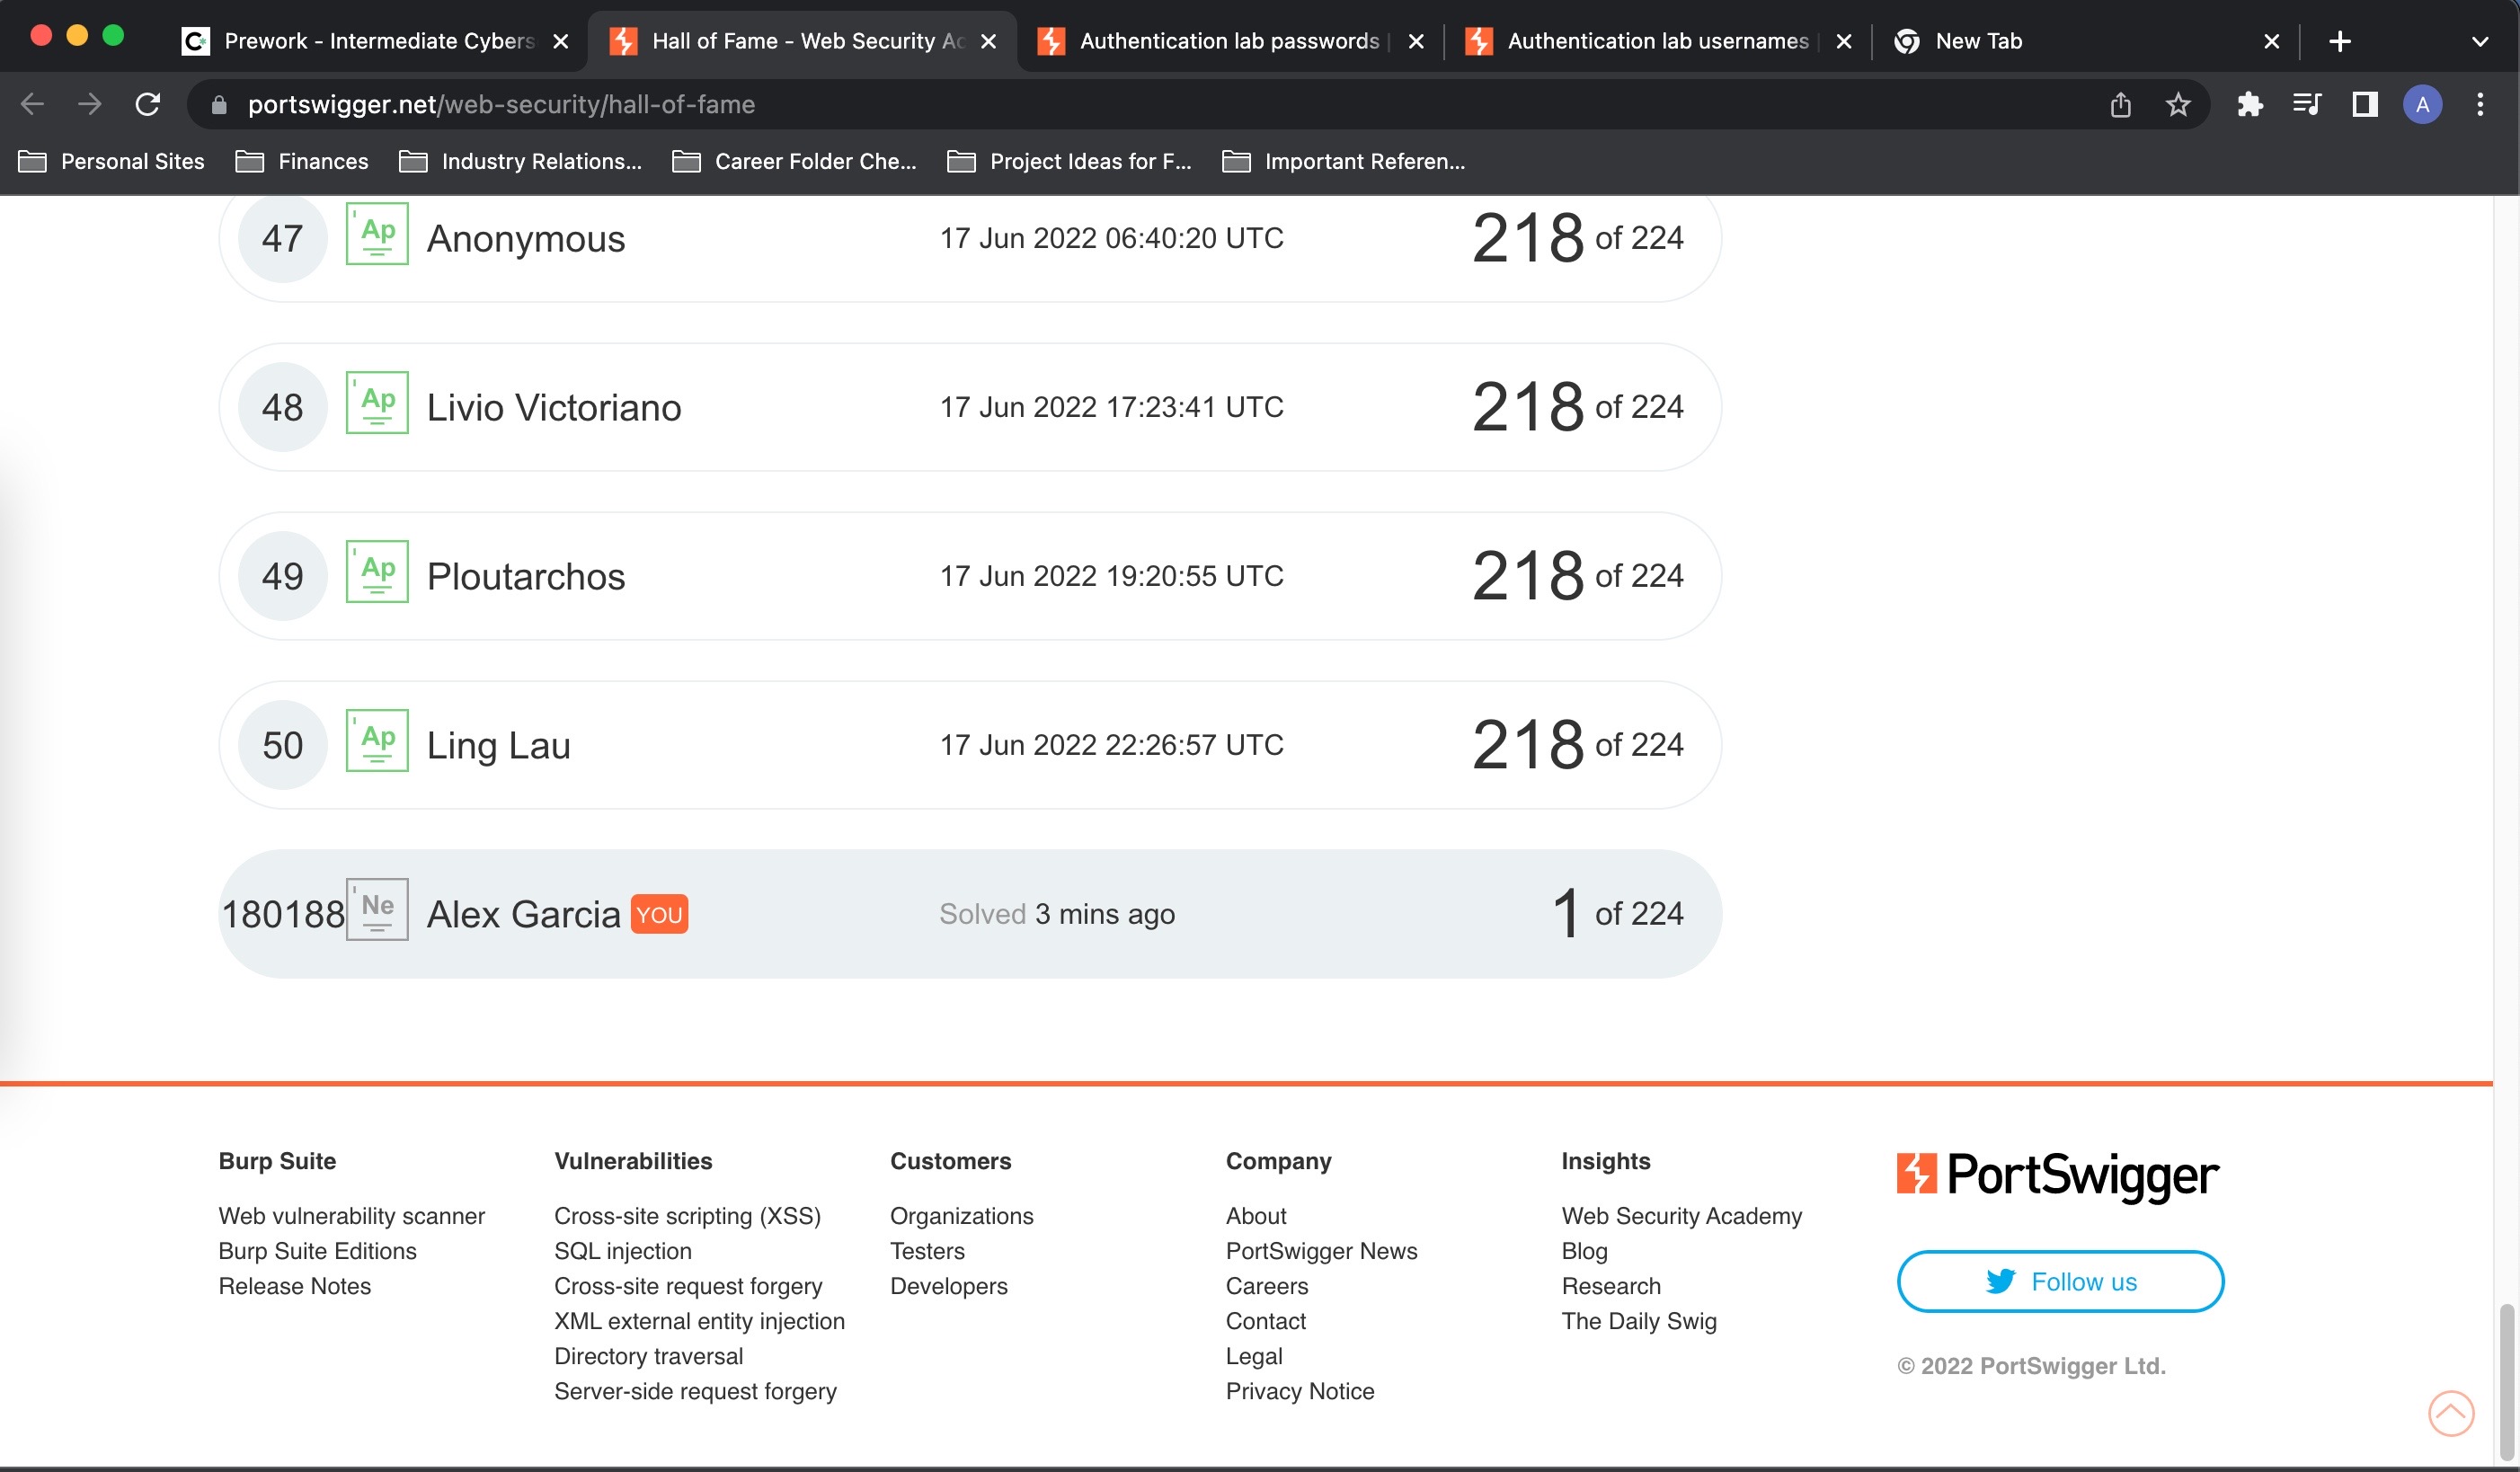 Prework - Intermediate Cybers
Hall of Fame - Web Security Ac
Authentication lab passwords
Authentication lab usernames
New Tab
portswigger.net/web-security/hall-of-fame
A
Personal Sites
Finances
Industry Relations...
Career Folder Che...
Project Ideas for F...
Important Referen...
47 Ap Anonymous 17 Jun 2022 06:40:20 UTC 218 of 224
48 Ap Livio Victoriano 17 Jun 2022 17:23:41 UTC 218 of 224
49 Ap Ploutarchos 17 Jun 2022 19:20:55 UTC 218 of 224
50 Ap Ling Lau 17 Jun 2022 22:26:57 UTC 218 of 224
180188 Ne Alex Garcia YOU Solved 3 mins ago 1 of 224
Burp Suite
Web vulnerability scanner
Burp Suite Editions
Release Notes
Vulnerabilities
Cross-site scripting (XSS)
SQL injection
Cross-site request forgery
XML external entity injection
Directory traversal
Server-side request forgery
Customers
Organizations
Testers
Developers
Company
About
PortSwigger News
Careers
Contact
Legal
Privacy Notice
Insights
Web Security Academy
Blog
Research
The Daily Swig
PortSwigger
Follow us
© 2022 PortSwigger Ltd.